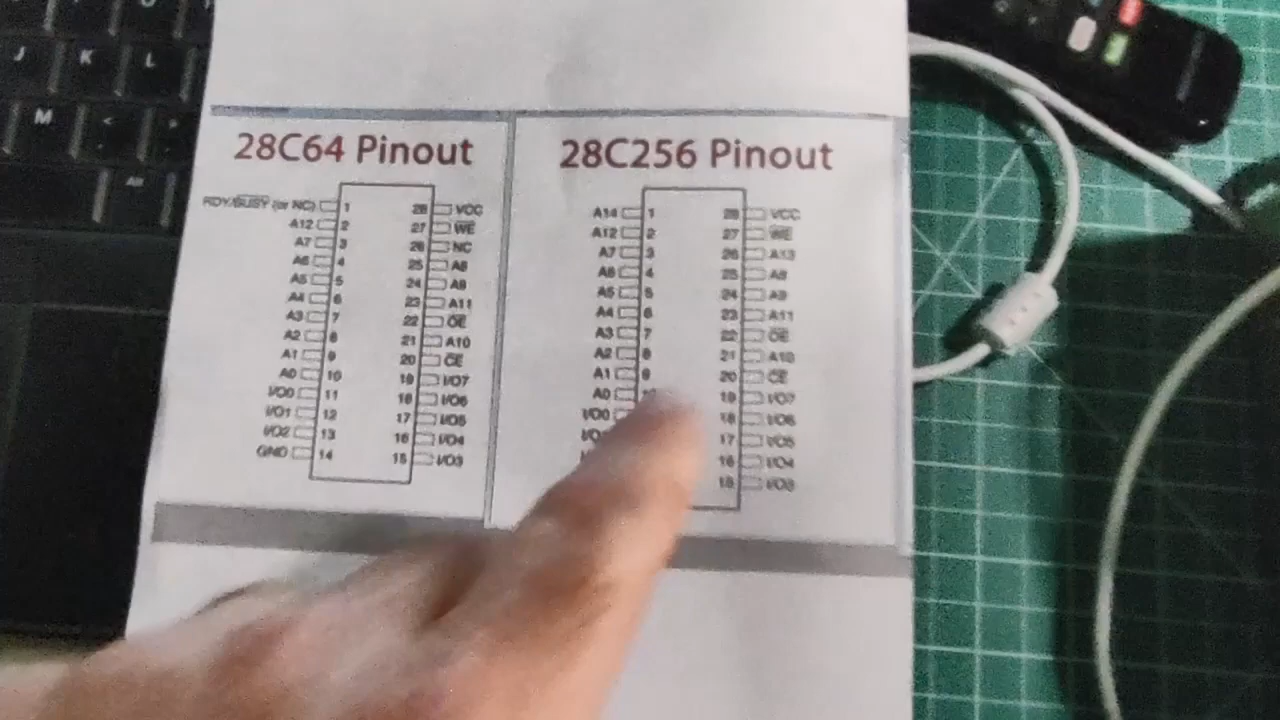 J K L
M <
28C64 Pinout
RDY/BUSY (or NC) 1 28 VCC
A12 2 27 WE
A7 3 26 NC
A6 4 25 A8
A5 5 24 A9
A4 6 23 A11
A3 7 22 OE
A2 8 21 A10
A1 9 20 CE
A0 10 19 I/O7
I/O0 11 18 I/O6
I/O1 12 17 I/O5
I/O2 13 16 I/O4
GND 14 15 I/O3
28C256 Pinout
A14 1 28 VCC
A12 2 27 WE
A7 3 26 A13
A6 4 25 A8
A5 5 24 A9
A4 6 23 A11
A3 7 22 OE
A2 8 21 A10
A1 9 20 CE
A0 19 I/O7
I/O0 18 I/O6
17 I/O5
16 I/O4
15 I/O3